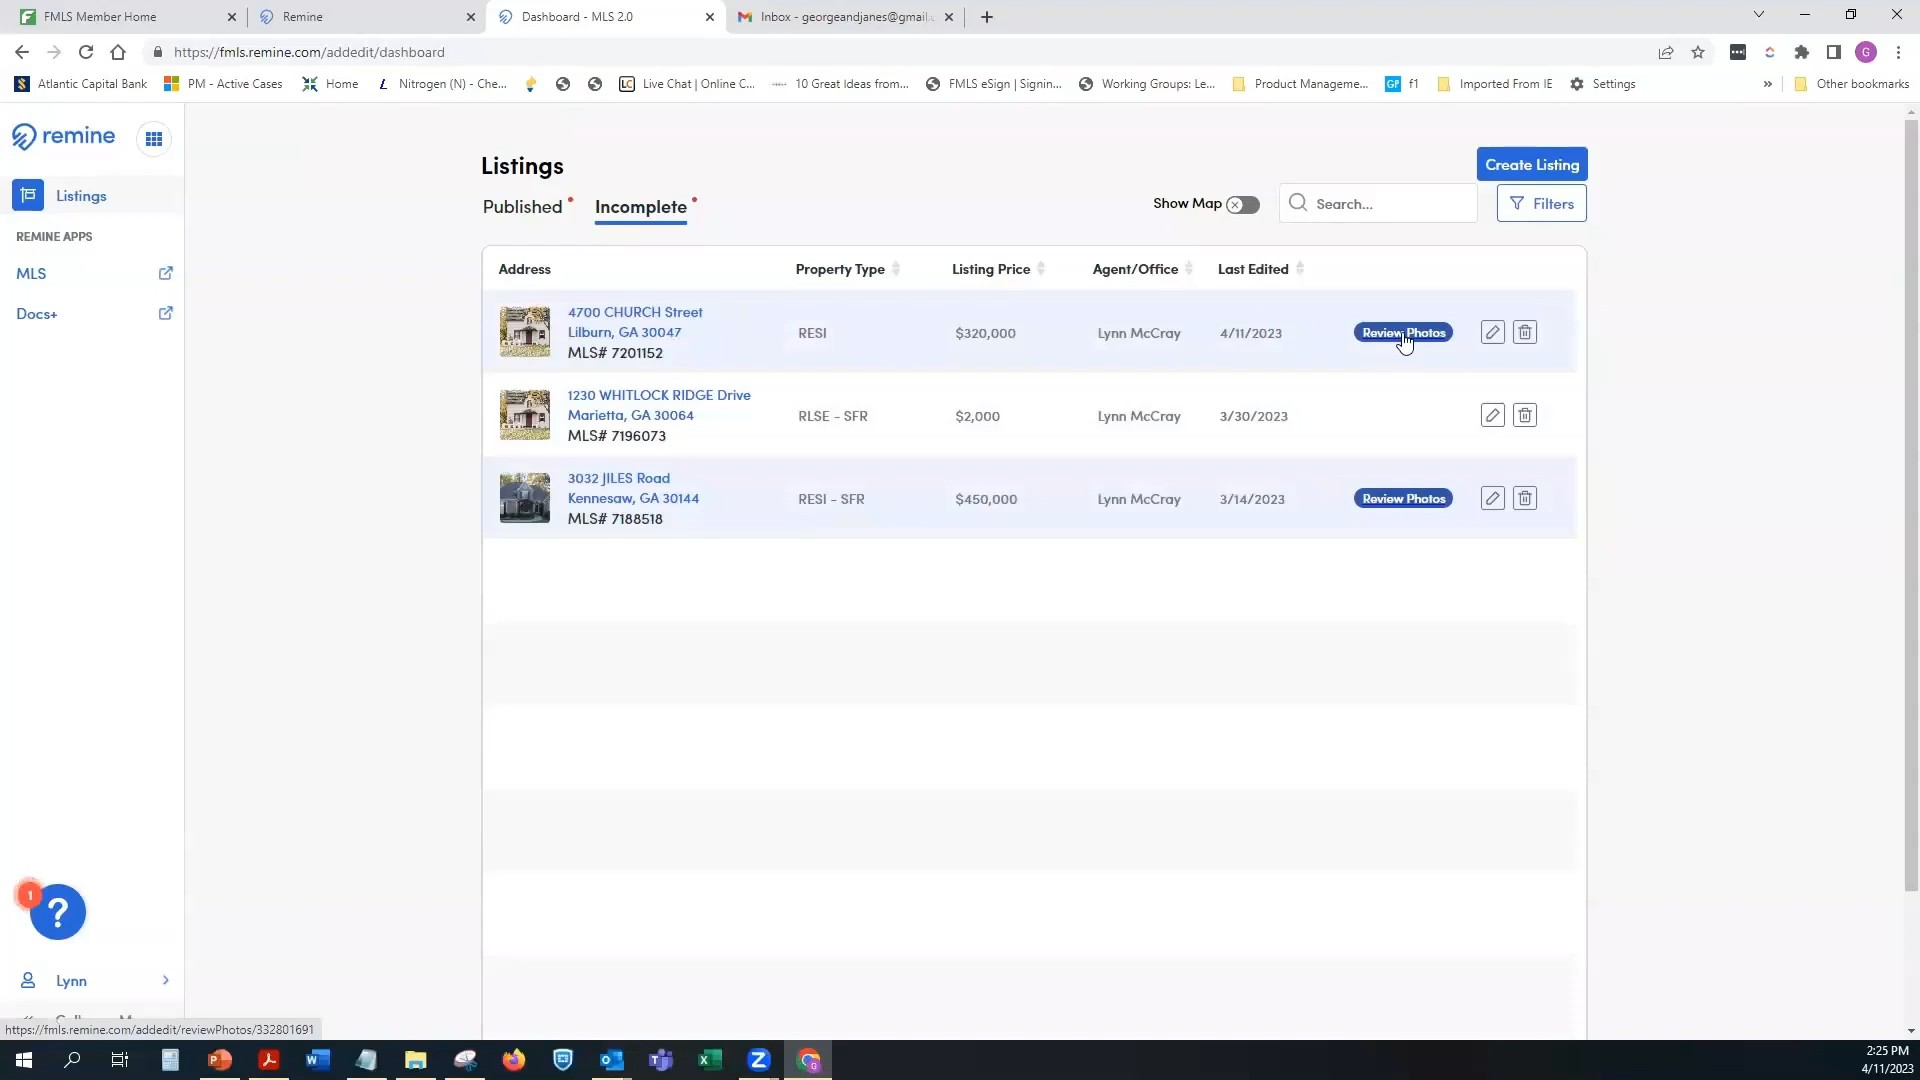 FMLS Member Home
Remine
Dashboard - MLS 2.0
Inbox - georgeandjanes@gmail.c
https://fmls.remine.com/addedit/dashboard
G
Atlantic Capital Bank
PM - Active Cases
Home
Nitrogen (N) - Che...
LC Live Chat | Online C...
10 Great Ideas from...
FMLS eSign | Signin...
Working Groups: Le...
Product Manageme...
GP f1
Imported From IE
Settings
»
Other bookmarks
remine
Listings
REMINE APPS
MLS
Docs+
Listings
Create Listing
Published
Incomplete
Show Map
Search...
Filters
Address
Property Type
Listing Price
Agent/Office
Last Edited
4700 CHURCH Street
Lilburn, GA 30047
MLS# 7201152
RESI
$320,000
Lynn McCray
4/11/2023
Review Photos
1230 WHITLOCK RIDGE Drive
Marietta, GA 30064
MLS# 7196073
RLSE - SFR
$2,000
Lynn McCray
3/30/2023
3032 JILES Road
Kennesaw, GA 30144
MLS# 7188518
RESI - SFR
$450,000
Lynn McCray
3/14/2023
Review Photos
1
?
Lynn
https://fmls.remine.com/addedit/reviewPhotos/332801691
2:25 PM
4/11/2023